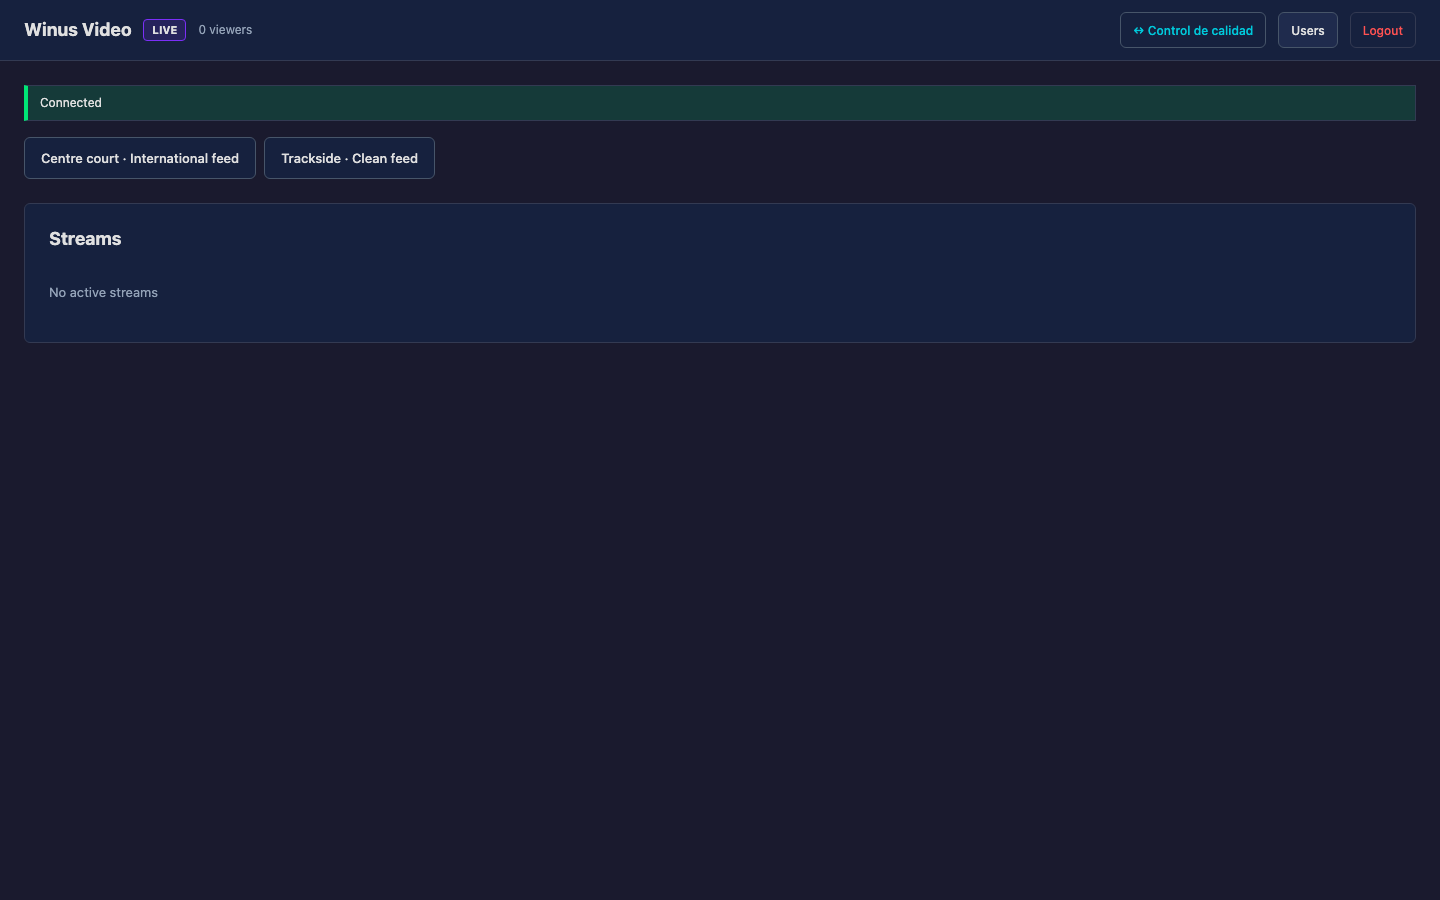 Winus Video LIVE 0 viewers ↔ Control de calidad Users Logout
Connected
Centre court · International feed Trackside · Clean feed
Streams
No active streams